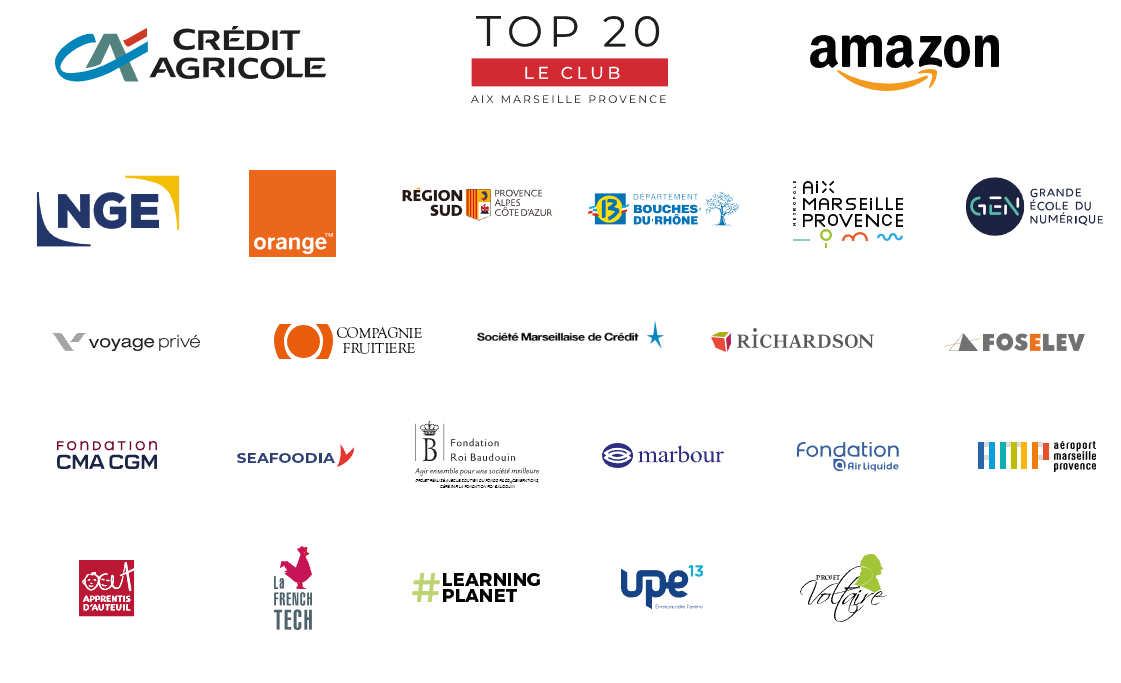 CRÉDIT
AGRICOLE
TOP 20
LE CLUB
AIX MARSEILLE PROVENCE
amazon
NGE
orange™
RÉGION
SUD
PROVENCE
ALPES
CÔTE D'AZUR
DÉPARTEMENT
BOUCHES
DU·RHÔNE
MÉTROPOLE
AIX
MARSEILLE
PROVENCE
GEN
GRANDE
ÉCOLE DU
NUMÉRIQUE
voyage privé
COMPAGNIE
FRUITIERE
Société Marseillaise de Crédit
RICHARDSON
FOSELEV
FONDATION
CMA CGM
SEAFOODIA
B
Fondation
Roi Baudouin
Agir ensemble pour une société meilleure
marbour
Fondation
Air Liquide
aéroport
marseille
provence
APPRENTIS
D'AUTEUIL
La
FRENCH
TECH
#LEARNING
PLANET
upe13
Entreprendre l'avenir
PROJET
Voltaire